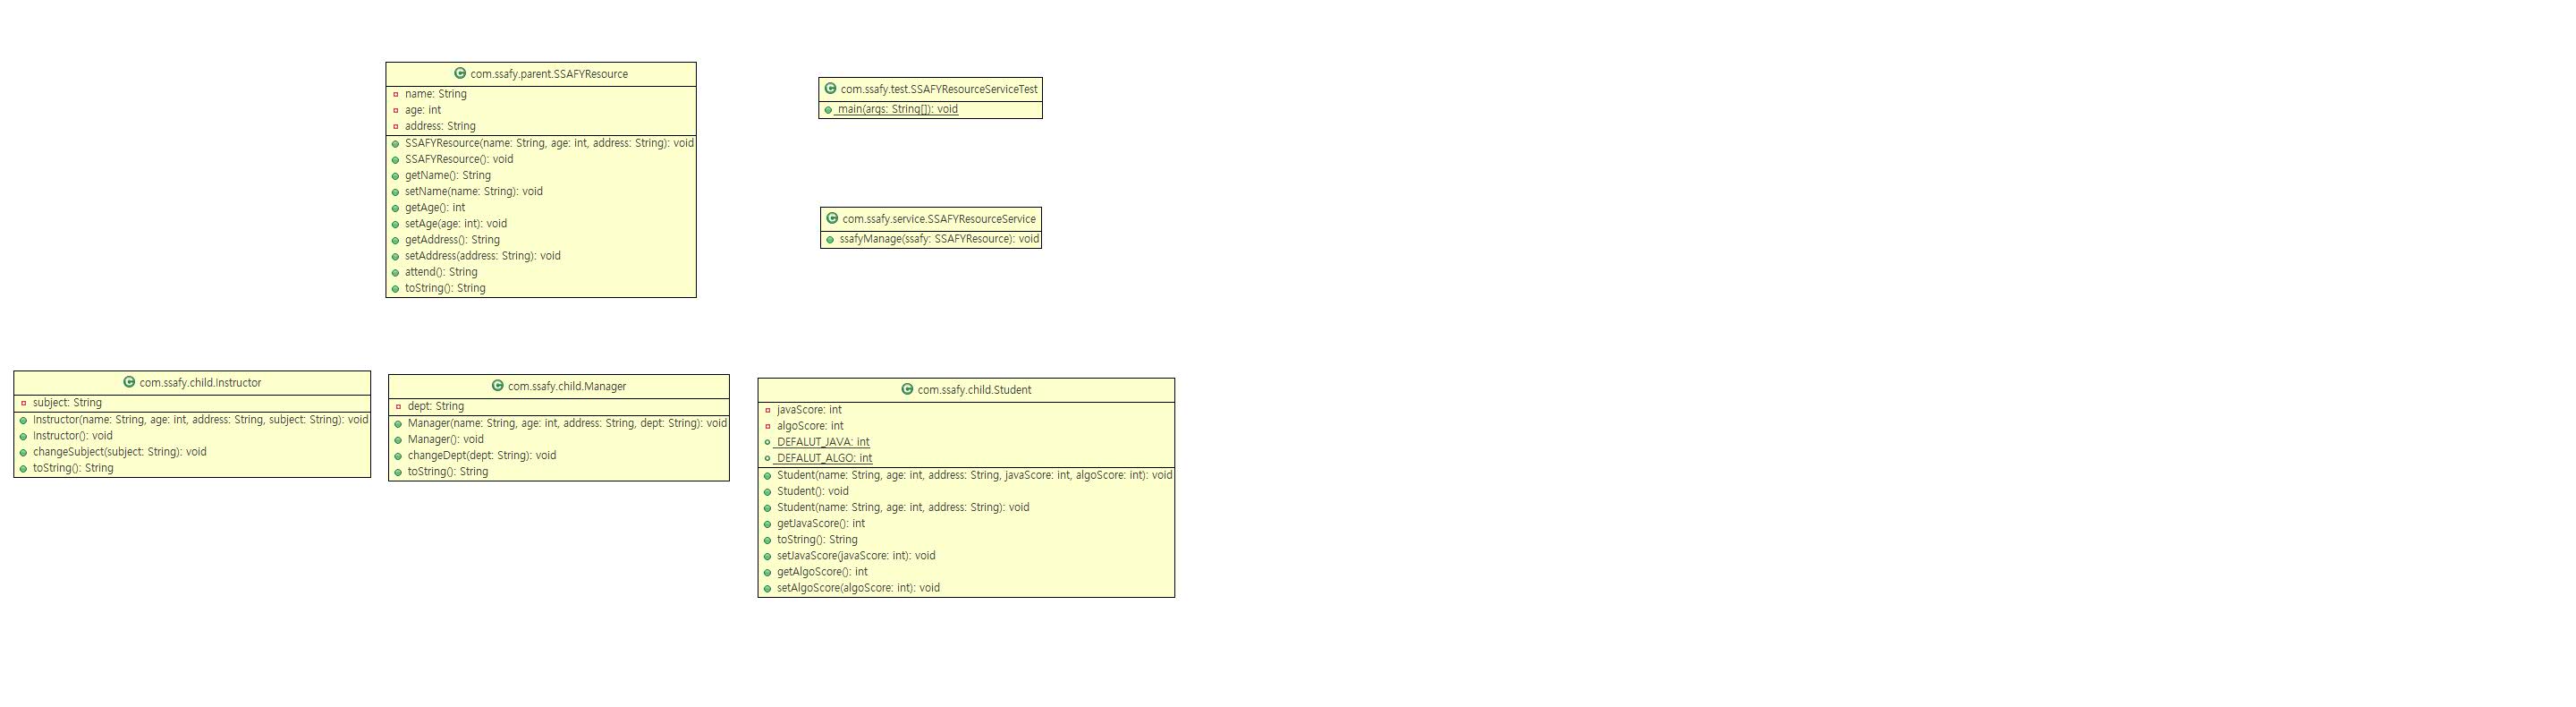 com.ssafy.parent.SSAFYResource
name: String
age: int
address: String
SSAFYResource(name: String, age: int, address: String): void
SSAFYResource(): void
getName(): String
setName(name: String): void
getAge(): int
setAge(age: int): void
getAddress(): String
setAddress(address: String): void
attend(): String
toString(): String
com.ssafy.test.SSAFYResourceServiceTest
main(args: String[]): void
com.ssafy.service.SSAFYResourceService
ssafyManage(ssafy: SSAFYResource): void
com.ssafy.child.Instructor
subject: String
Instructor(name: String, age: int, address: String, subject: String): void
Instructor(): void
changeSubject(subject: String): void
toString(): String
com.ssafy.child.Manager
dept: String
Manager(name: String, age: int, address: String, dept: String): void
Manager(): void
changeDept(dept: String): void
toString(): String
com.ssafy.child.Student
javaScore: int
algoScore: int
DEFALUT_JAVA: int
DEFALUT_ALGO: int
Student(name: String, age: int, address: String, javaScore: int, algoScore: int): void
Student(): void
Student(name: String, age: int, address: String): void
getJavaScore(): int
toString(): String
setJavaScore(javaScore: int): void
getAlgoScore(): int
setAlgoScore(algoScore: int): void